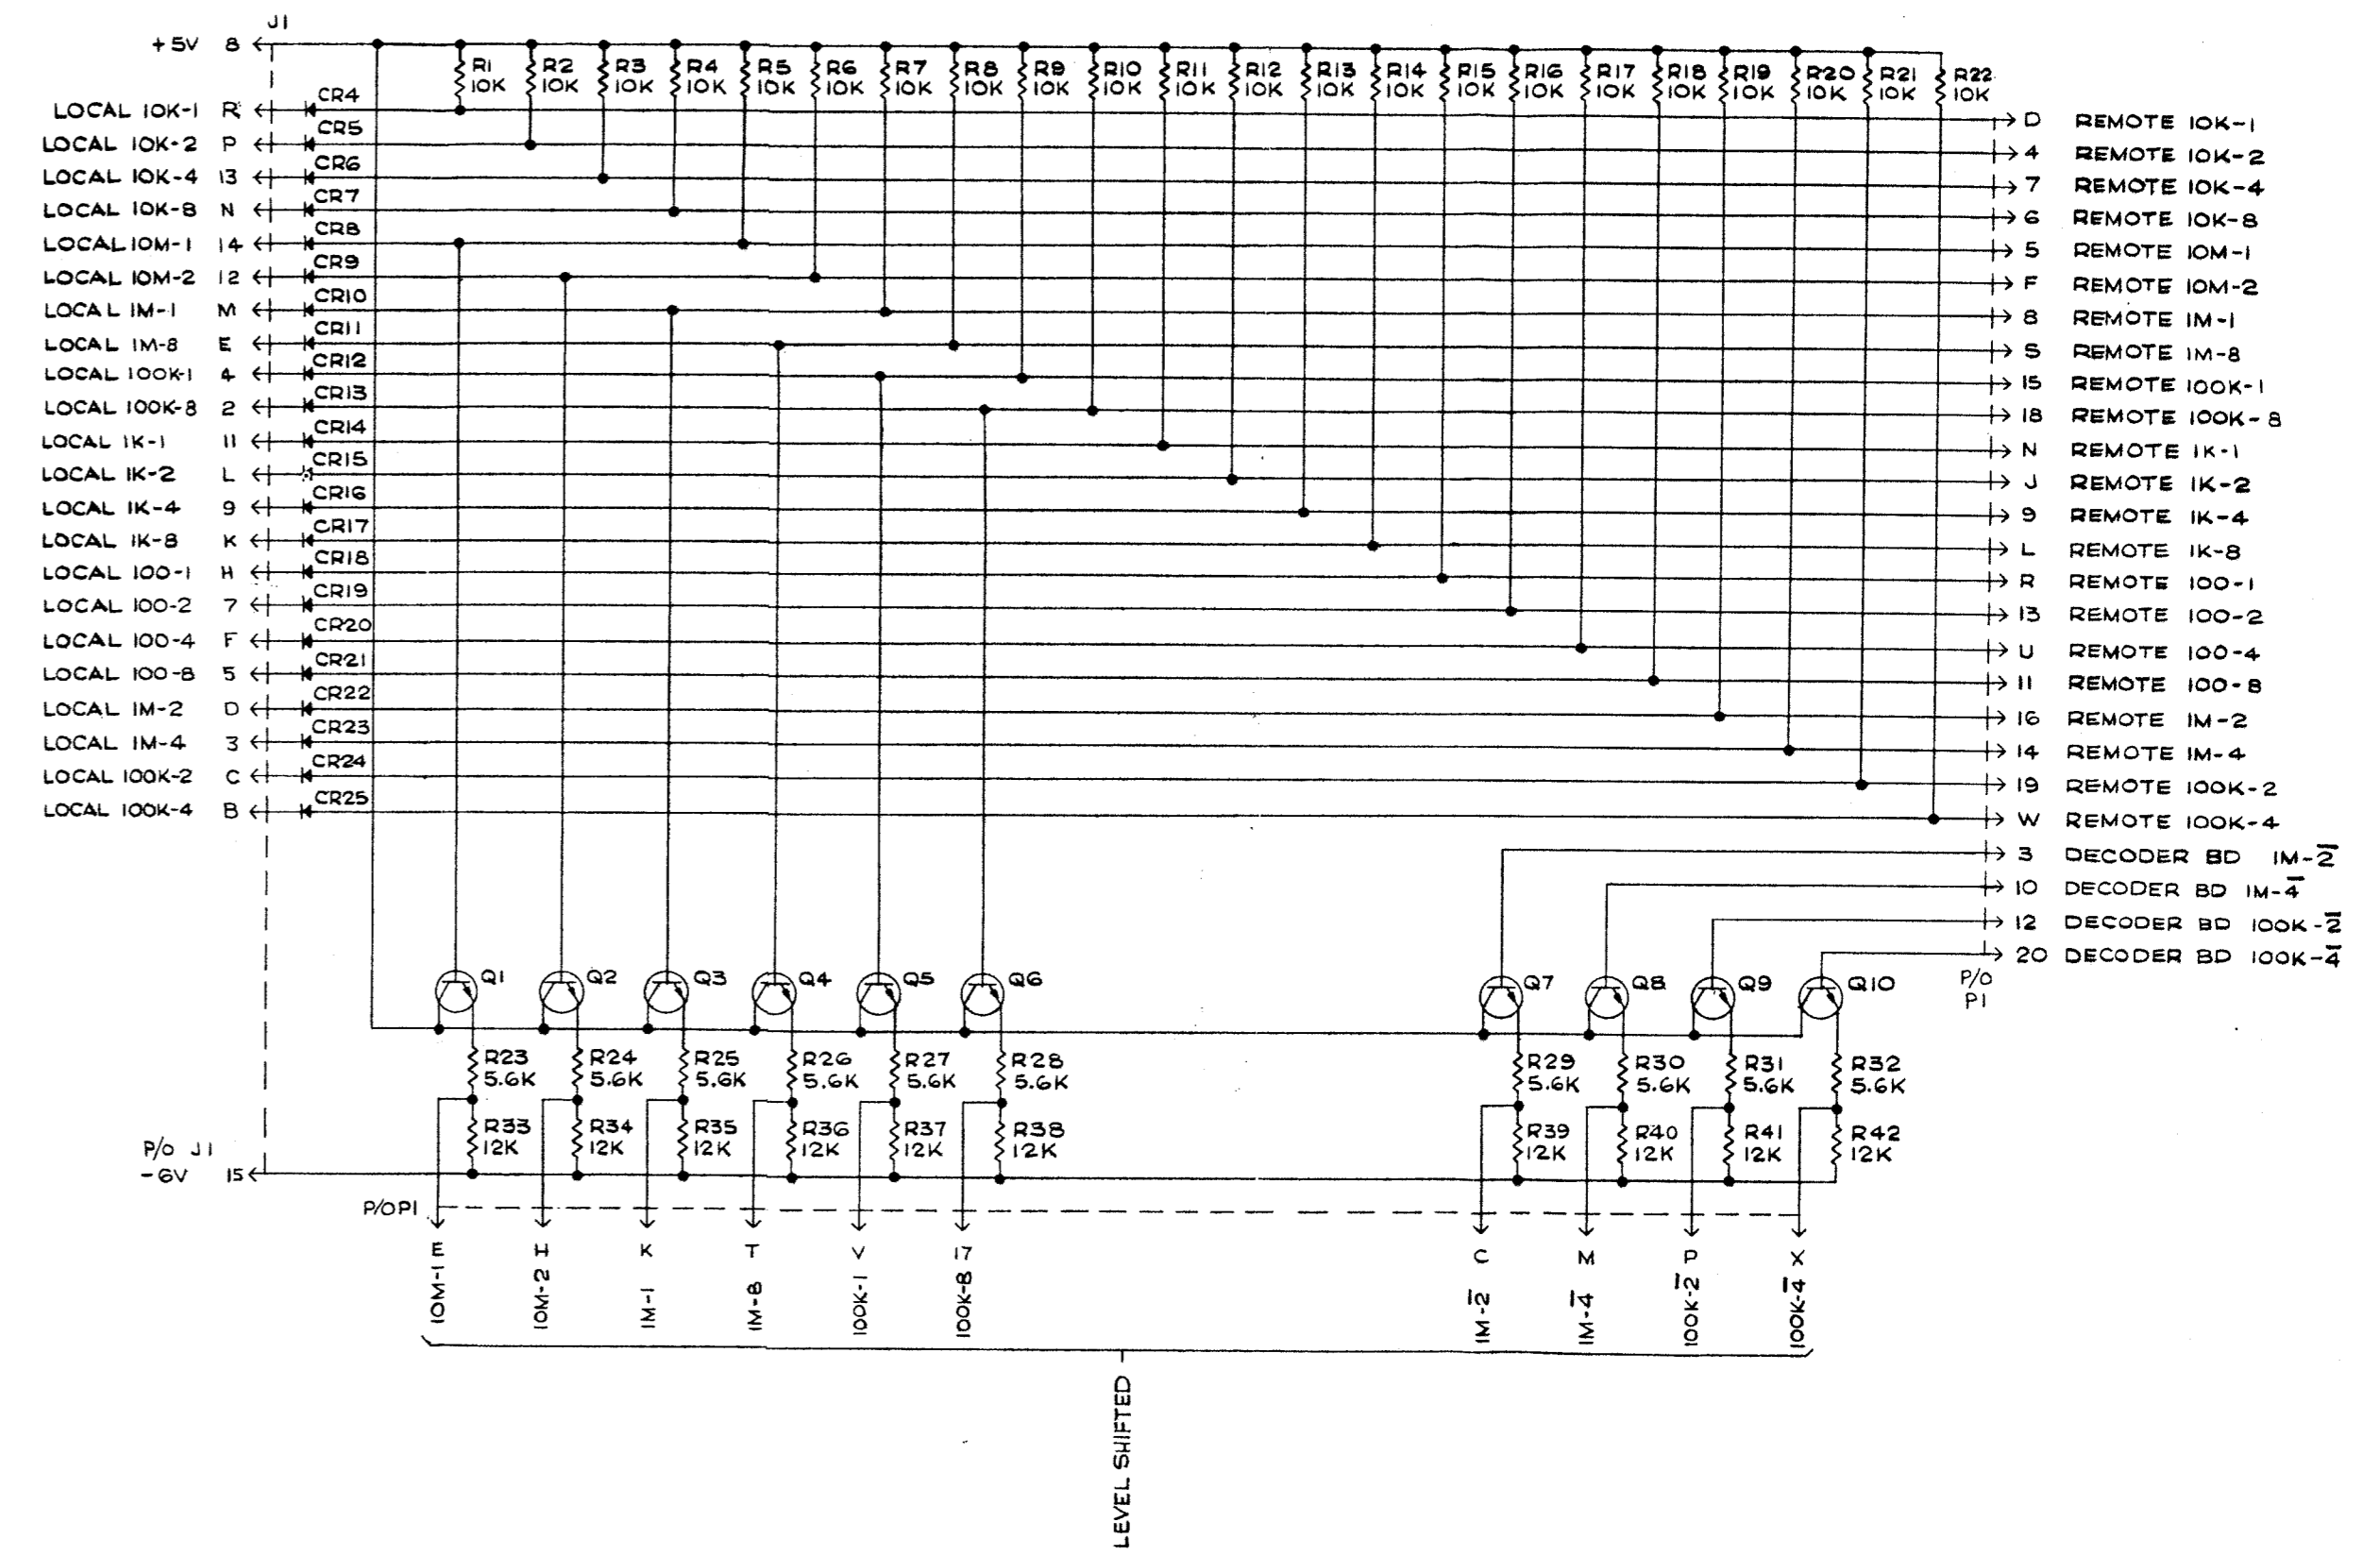 J1
+5V 8
R1 10K
R2 10K
R3 10K
R4 10K
R5 10K
R6 10K
R7 10K
R8 10K
R9 10K
R10 10K
R11 10K
R12 10K
R13 10K
R14 10K
R15 10K
R16 10K
R17 10K
R18 10K
R19 10K
R20 10K
R21 10K
R22 10K
LOCAL 10K-1 R CR4 D REMOTE 10K-1
LOCAL 10K-2 P CR5 4 REMOTE 10K-2
LOCAL 10K-4 13 CR6 7 REMOTE 10K-4
LOCAL 10K-8 N CR7 6 REMOTE 10K-8
LOCAL 10M-1 14 CR8 5 REMOTE 10M-1
LOCAL 10M-2 12 CR9 F REMOTE 10M-2
LOCAL 1M-1 M CR10 8 REMOTE 1M-1
LOCAL 1M-8 E CR11 S REMOTE 1M-8
LOCAL 100K-1 4 CR12 15 REMOTE 100K-1
LOCAL 100K-8 2 CR13 18 REMOTE 100K-8
LOCAL 1K-1 11 CR14 N REMOTE 1K-1
LOCAL 1K-2 L CR15 J REMOTE 1K-2
LOCAL 1K-4 9 CR16 9 REMOTE 1K-4
LOCAL 1K-8 K CR17 L REMOTE 1K-8
LOCAL 100-1 H CR18 R REMOTE 100-1
LOCAL 100-2 7 CR19 13 REMOTE 100-2
LOCAL 100-4 F CR20 U REMOTE 100-4
LOCAL 100-8 5 CR21 11 REMOTE 100-8
LOCAL 1M-2 D CR22 16 REMOTE 1M-2
LOCAL 1M-4 3 CR23 14 REMOTE 1M-4
LOCAL 100K-2 C CR24 19 REMOTE 100K-2
LOCAL 100K-4 B CR25 W REMOTE 100K-4
3 DECODER BD 1M-2̅
10 DECODER BD 1M-4̅
12 DECODER BD 100K-2̅
20 DECODER BD 100K-4̅
P/O P1
Q1 Q2 Q3 Q4 Q5 Q6 Q7 Q8 Q9 Q10
R23 5.6K
R24 5.6K
R25 5.6K
R26 5.6K
R27 5.6K
R28 5.6K
R29 5.6K
R30 5.6K
R31 5.6K
R32 5.6K
R33 12K
R34 12K
R35 12K
R36 12K
R37 12K
R38 12K
R39 12K
R40 12K
R41 12K
R42 12K
P/O J1
-6V 15
P/O P1
E H K T V 17 C M P X
10M-1
10M-2
1M-1
1M-8
100K-1
100K-8
1M-2̅
1M-4̅
100K-2̅
100K-4̅
LEVEL SHIFTED